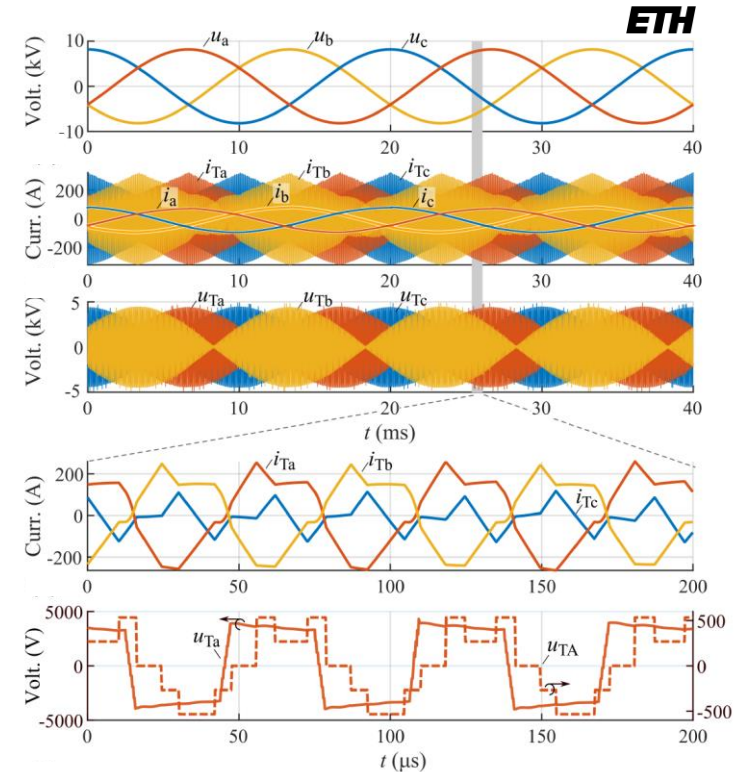 ETH
u_a u_b u_c
Volt. (kV)
10
0
-10
0 10 20 30 40
i_Ta i_Tb i_Tc
i_a i_b i_c
Curr. (A)
200
0
-200
0 10 20 30 40
u_Ta u_Tb u_Tc
Volt. (kV)
5
0
-5
0 10 20 30 40
t (ms)
i_Ta i_Tb i_Tc
Curr. (A)
200
0
-200
0 50 100 150 200
u_Ta u_TA
Volt. (V)
5000
0
-5000
500
0
-500
0 50 100 150 200
t (μs)